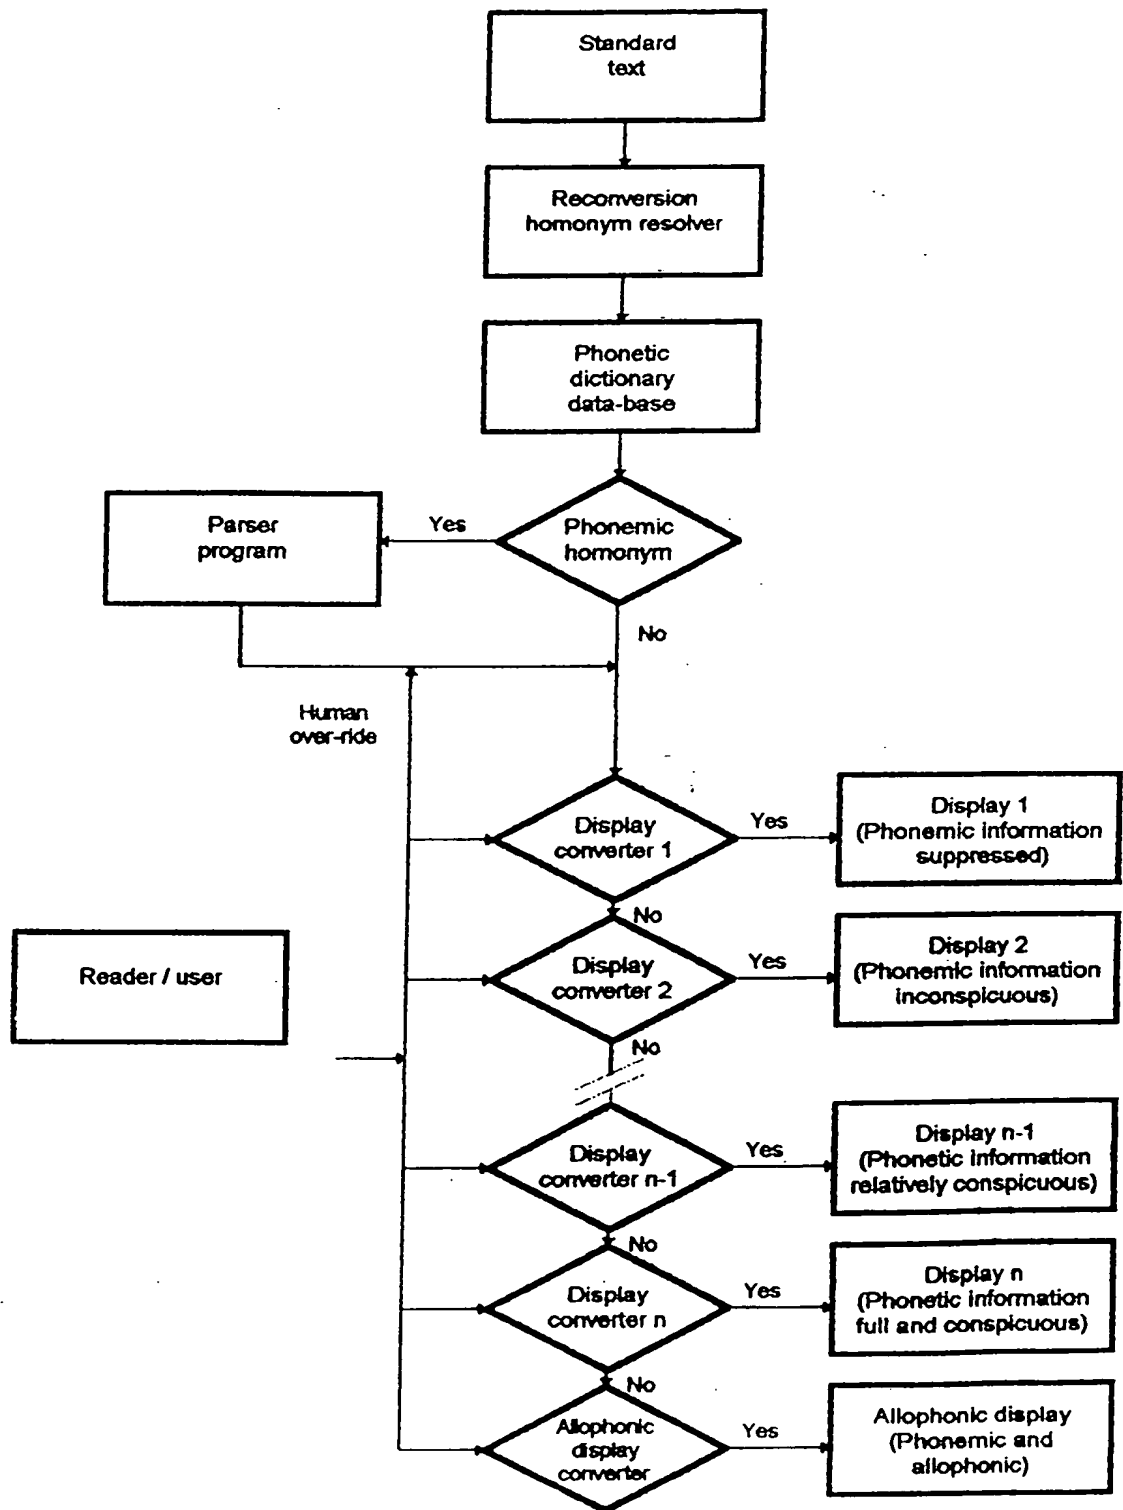 Standard
text
Reconversion
homonym resolver
Phonetic
dictionary
data-base
Phonemic
homonym
Yes
Parser
program
No
Human
over-ride
Display
converter 1
Yes
Display 1
(Phonemic information
suppressed)
No
Reader / user
Display
converter 2
Yes
Display 2
(Phonemic information
inconspicuous)
No
Display
converter n-1
Yes
Display n-1
(Phonetic information
relatively conspicuous)
No
Display
converter n
Yes
Display n
(Phonetic information
full and conspicuous)
No
Allophonic
display
converter
Yes
Allophonic display
(Phonemic and
allophonic)